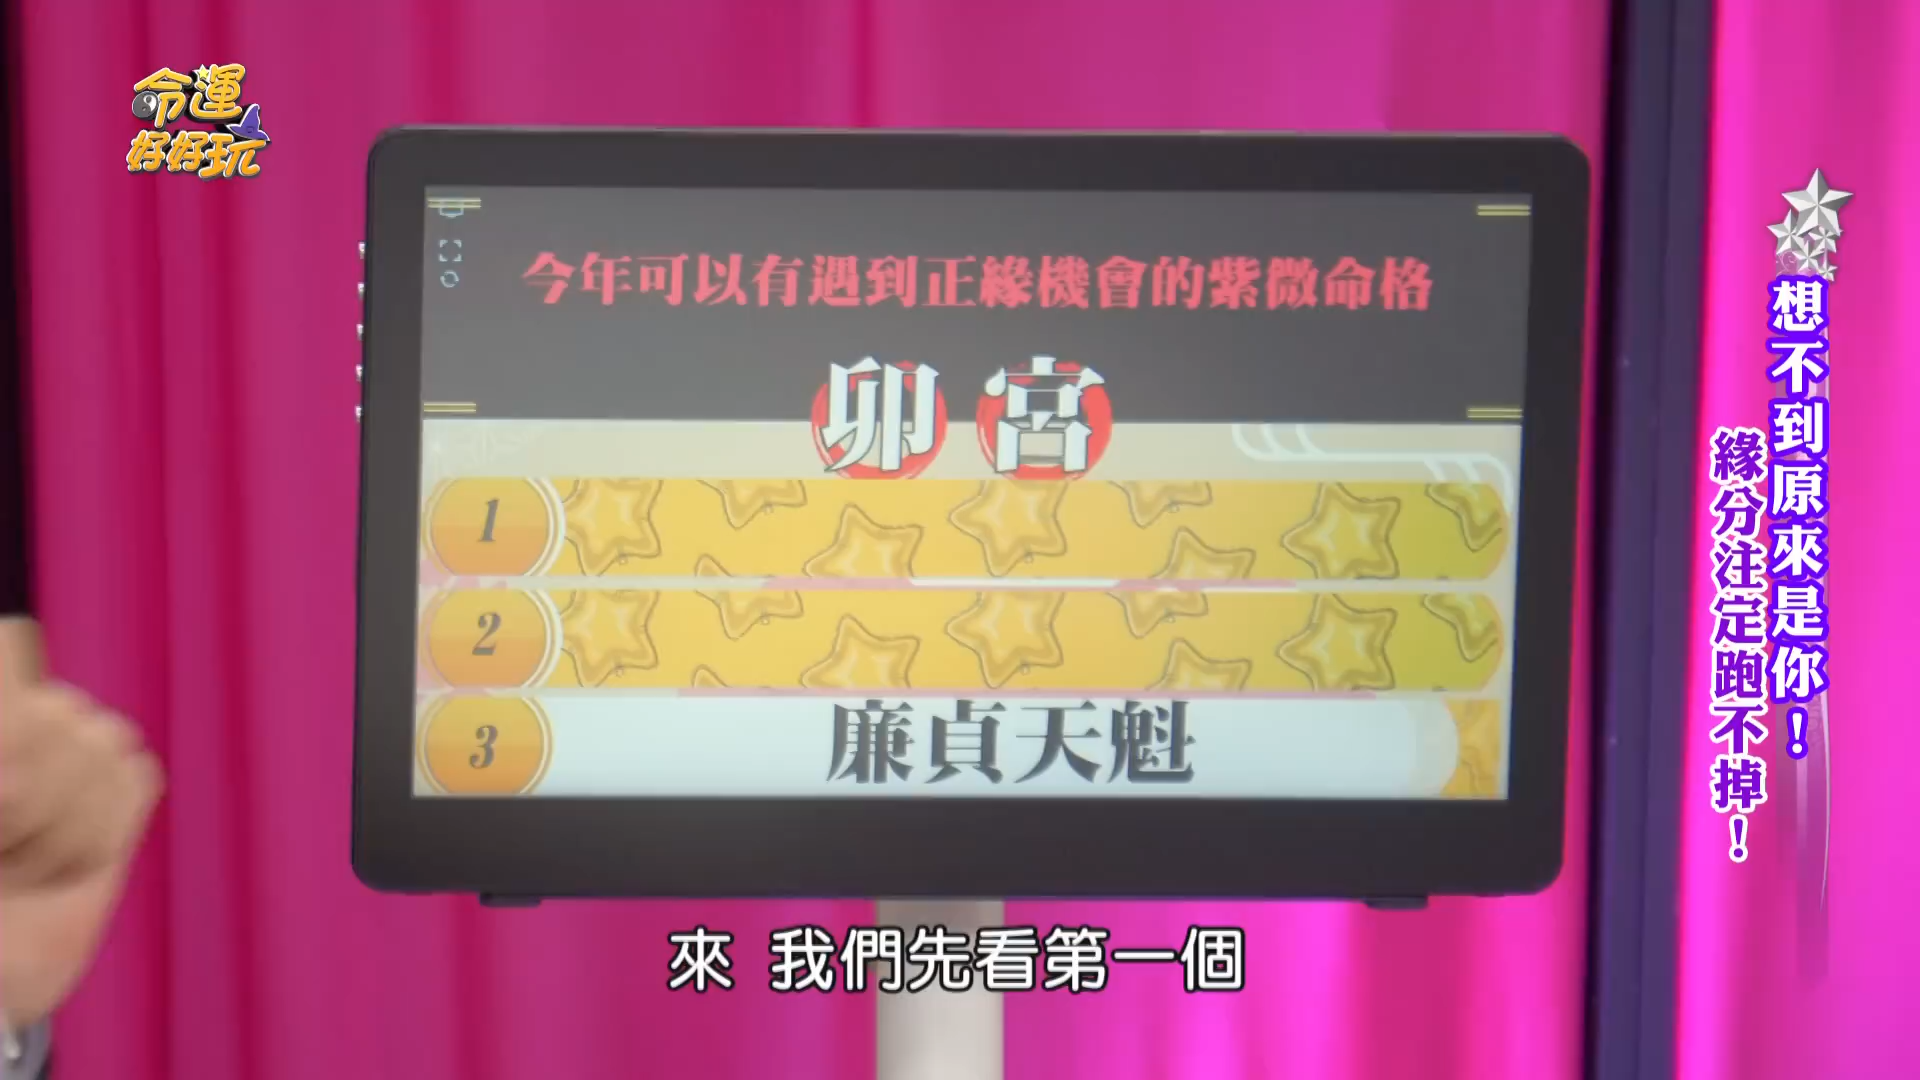 命運
好好玩
今年可以有遇到正緣機會的紫微命格
卯宮
1
2
3
廉貞天魁
想不到原來是你！
緣分注定跑不掉！
來 我們先看第一個